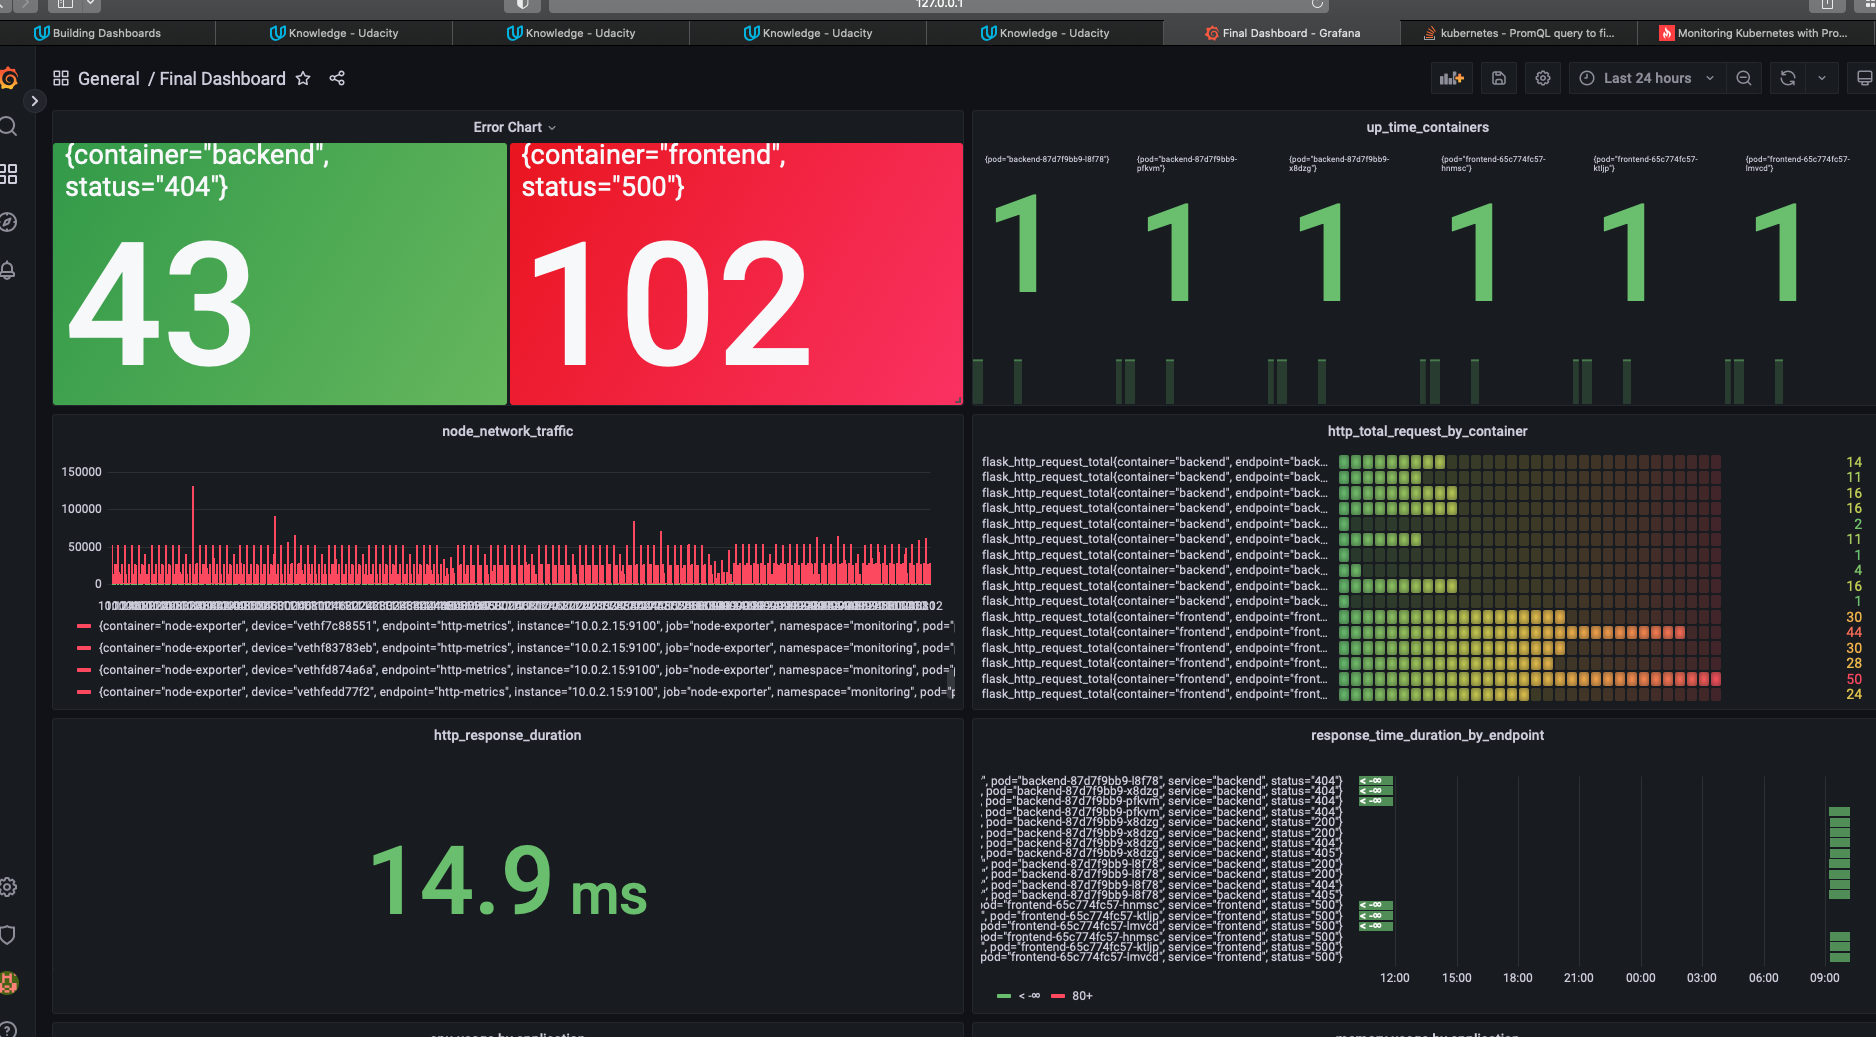 127.0.0.1
Building Dashboards
Knowledge - Udacity
Knowledge - Udacity
Knowledge - Udacity
Knowledge - Udacity
Final Dashboard - Grafana
kubernetes - PromQL query to fi...
Monitoring Kubernetes with Pro...
General / Final Dashboard
Last 24 hours
Error Chart
{container="backend",
status="404"}
43
{container="frontend",
status="500"}
102
up_time_containers
{pod="backend-87d7f9bb9-l8f78"}
1
{pod="backend-87d7f9bb9-
pfkvm"}
1
{pod="backend-87d7f9bb9-
x8dzg"}
1
{pod="frontend-65c774fc57-
hnmsc"}
1
{pod="frontend-65c774fc57-
ktljp"}
1
{pod="frontend-65c774fc57-
lmvcd"}
1
node_network_traffic
150000
100000
50000
0
{container="node-exporter", device="vethf7c88551", endpoint="http-metrics", instance="10.0.2.15:9100", job="node-exporter", namespace="monitoring", pod="
{container="node-exporter", device="vethf83783eb", endpoint="http-metrics", instance="10.0.2.15:9100", job="node-exporter", namespace="monitoring", pod="
{container="node-exporter", device="vethfd874a6a", endpoint="http-metrics", instance="10.0.2.15:9100", job="node-exporter", namespace="monitoring", pod="
{container="node-exporter", device="vethfedd77f2", endpoint="http-metrics", instance="10.0.2.15:9100", job="node-exporter", namespace="monitoring", pod="
http_total_request_by_container
flask_http_request_total{container="backend", endpoint="back... 14
flask_http_request_total{container="backend", endpoint="back... 11
flask_http_request_total{container="backend", endpoint="back... 16
flask_http_request_total{container="backend", endpoint="back... 16
flask_http_request_total{container="backend", endpoint="back... 2
flask_http_request_total{container="backend", endpoint="back... 11
flask_http_request_total{container="backend", endpoint="back... 1
flask_http_request_total{container="backend", endpoint="back... 4
flask_http_request_total{container="backend", endpoint="back... 16
flask_http_request_total{container="backend", endpoint="back... 1
flask_http_request_total{container="frontend", endpoint="front... 30
flask_http_request_total{container="frontend", endpoint="front... 44
flask_http_request_total{container="frontend", endpoint="front... 30
flask_http_request_total{container="frontend", endpoint="front... 28
flask_http_request_total{container="frontend", endpoint="front... 50
flask_http_request_total{container="frontend", endpoint="front... 24
http_response_duration
14.9 ms
response_time_duration_by_endpoint
", pod="backend-87d7f9bb9-l8f78", service="backend", status="404"} < -∞
, pod="backend-87d7f9bb9-x8dzg", service="backend", status="404"} < -∞
, pod="backend-87d7f9bb9-pfkvm", service="backend", status="404"} < -∞
, pod="backend-87d7f9bb9-pfkvm", service="backend", status="404"}
, pod="backend-87d7f9bb9-x8dzg", service="backend", status="200"}
, pod="backend-87d7f9bb9-x8dzg", service="backend", status="200"}
, pod="backend-87d7f9bb9-x8dzg", service="backend", status="404"}
, pod="backend-87d7f9bb9-x8dzg", service="backend", status="405"}
", pod="backend-87d7f9bb9-l8f78", service="backend", status="200"}
", pod="backend-87d7f9bb9-l8f78", service="backend", status="200"}
", pod="backend-87d7f9bb9-l8f78", service="backend", status="404"}
", pod="backend-87d7f9bb9-l8f78", service="backend", status="405"}
pod="frontend-65c774fc57-hnmsc", service="frontend", status="500"} < -∞
", pod="frontend-65c774fc57-ktljp", service="frontend", status="500"} < -∞
pod="frontend-65c774fc57-lmvcd", service="frontend", status="500"} < -∞
pod="frontend-65c774fc57-hnmsc", service="frontend", status="500"}
", pod="frontend-65c774fc57-ktljp", service="frontend", status="500"}
pod="frontend-65c774fc57-lmvcd", service="frontend", status="500"}
12:00 15:00 18:00 21:00 00:00 03:00 06:00 09:00
< -∞ 80+